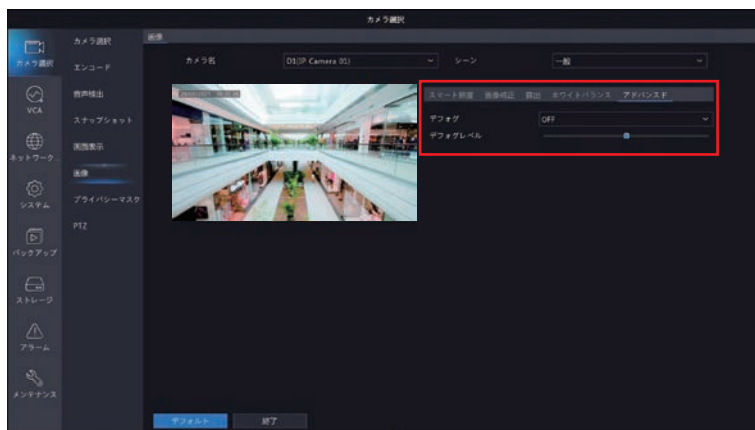 カメラ選択
カメラ選択
VCA
ネットワーク..
システム
バックアップ
ストレージ
アラーム
メンテナンス
カメラ選択
エンコード
音声検出
スナップショット
画面表示
画像
プライバシーマスク
PTZ
画像
カメラ名 D1(IP Camera 01) シーン 一般
スマート照度 画像補正 露出 ホワイトバランス アドバンスド
デフォグ OFF
デフォグレベル
デフォルト 終了